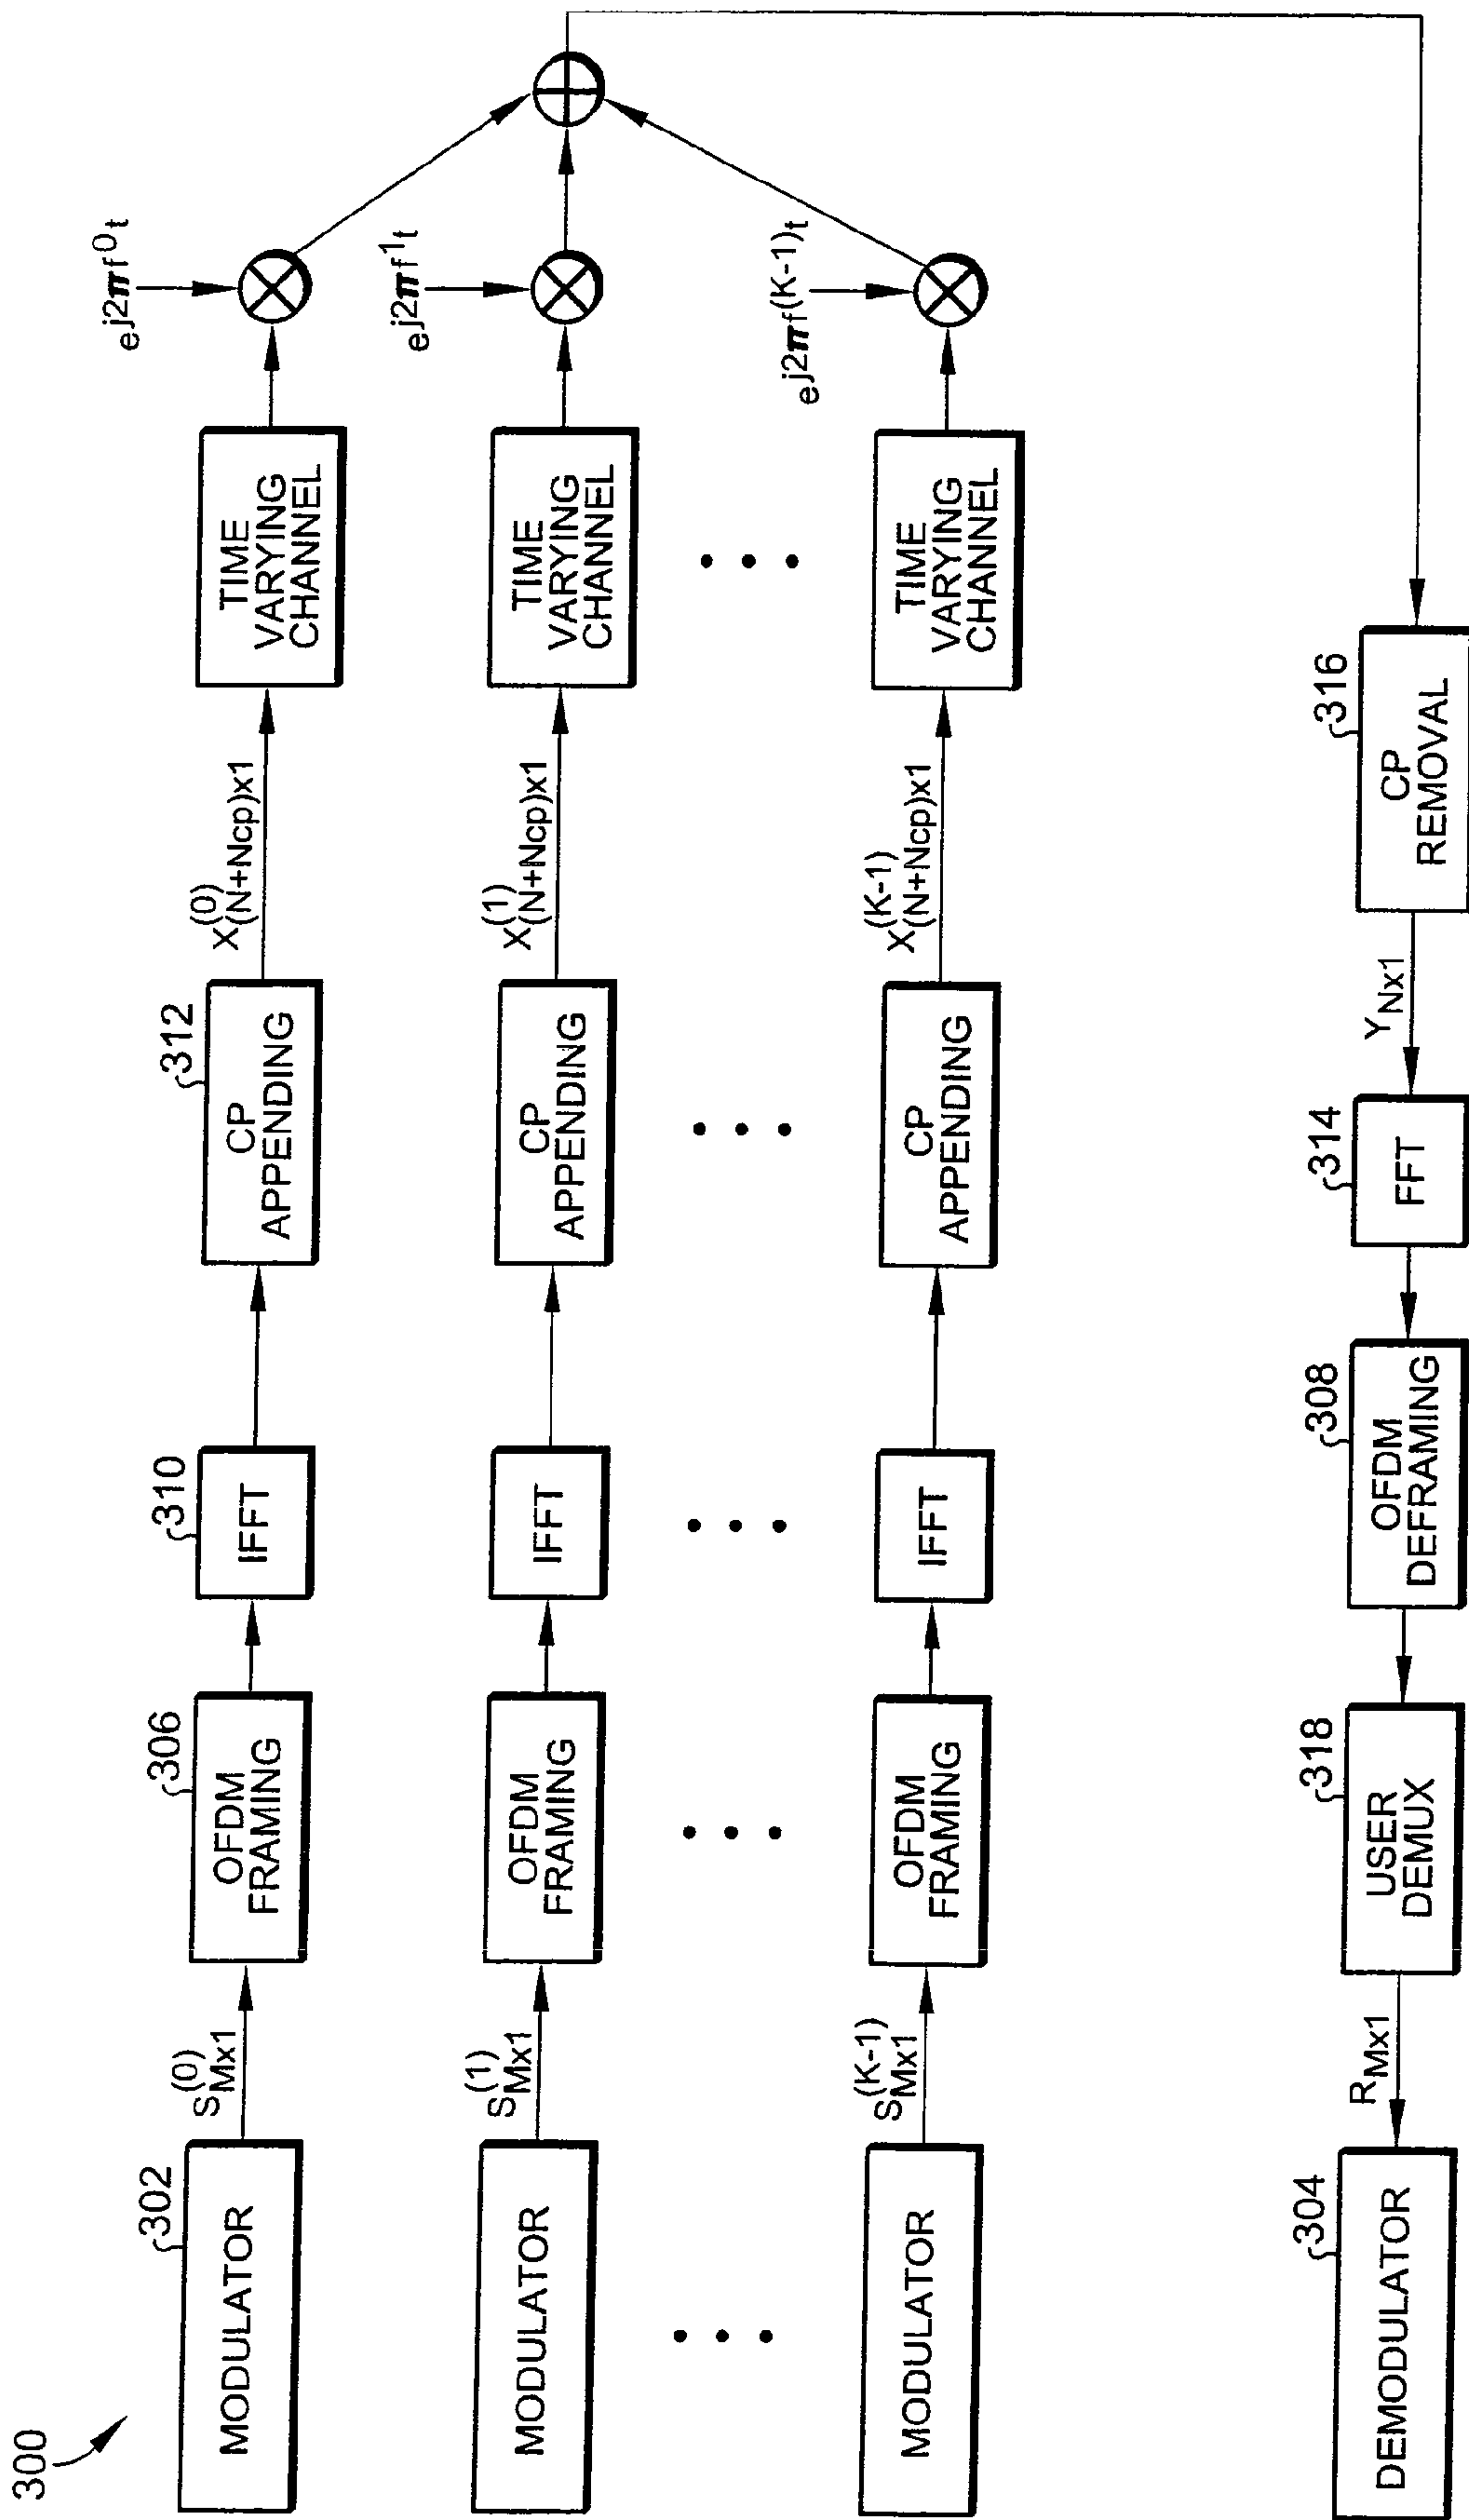 300
302
MODULATOR
S(0)Mx1
306
OFDM
FRAMING
310
IFFT
312
CP
APPENDING
X(0)(N+Ncp)x1
TIME
VARYING
CHANNEL
ej2πf0t
MODULATOR
S(1)Mx1
OFDM
FRAMING
IFFT
CP
APPENDING
X(1)(N+Ncp)x1
TIME
VARYING
CHANNEL
ej2πf1t
MODULATOR
S(K-1)Mx1
OFDM
FRAMING
IFFT
CP
APPENDING
X(K-1)(N+Ncp)x1
TIME
VARYING
CHANNEL
ej2πf(K-1)t
304
DEMODULATOR
RMx1
318
USER
DEMUX
308
OFDM
DEFRAMING
314
FFT
YNx1
316
CP
REMOVAL